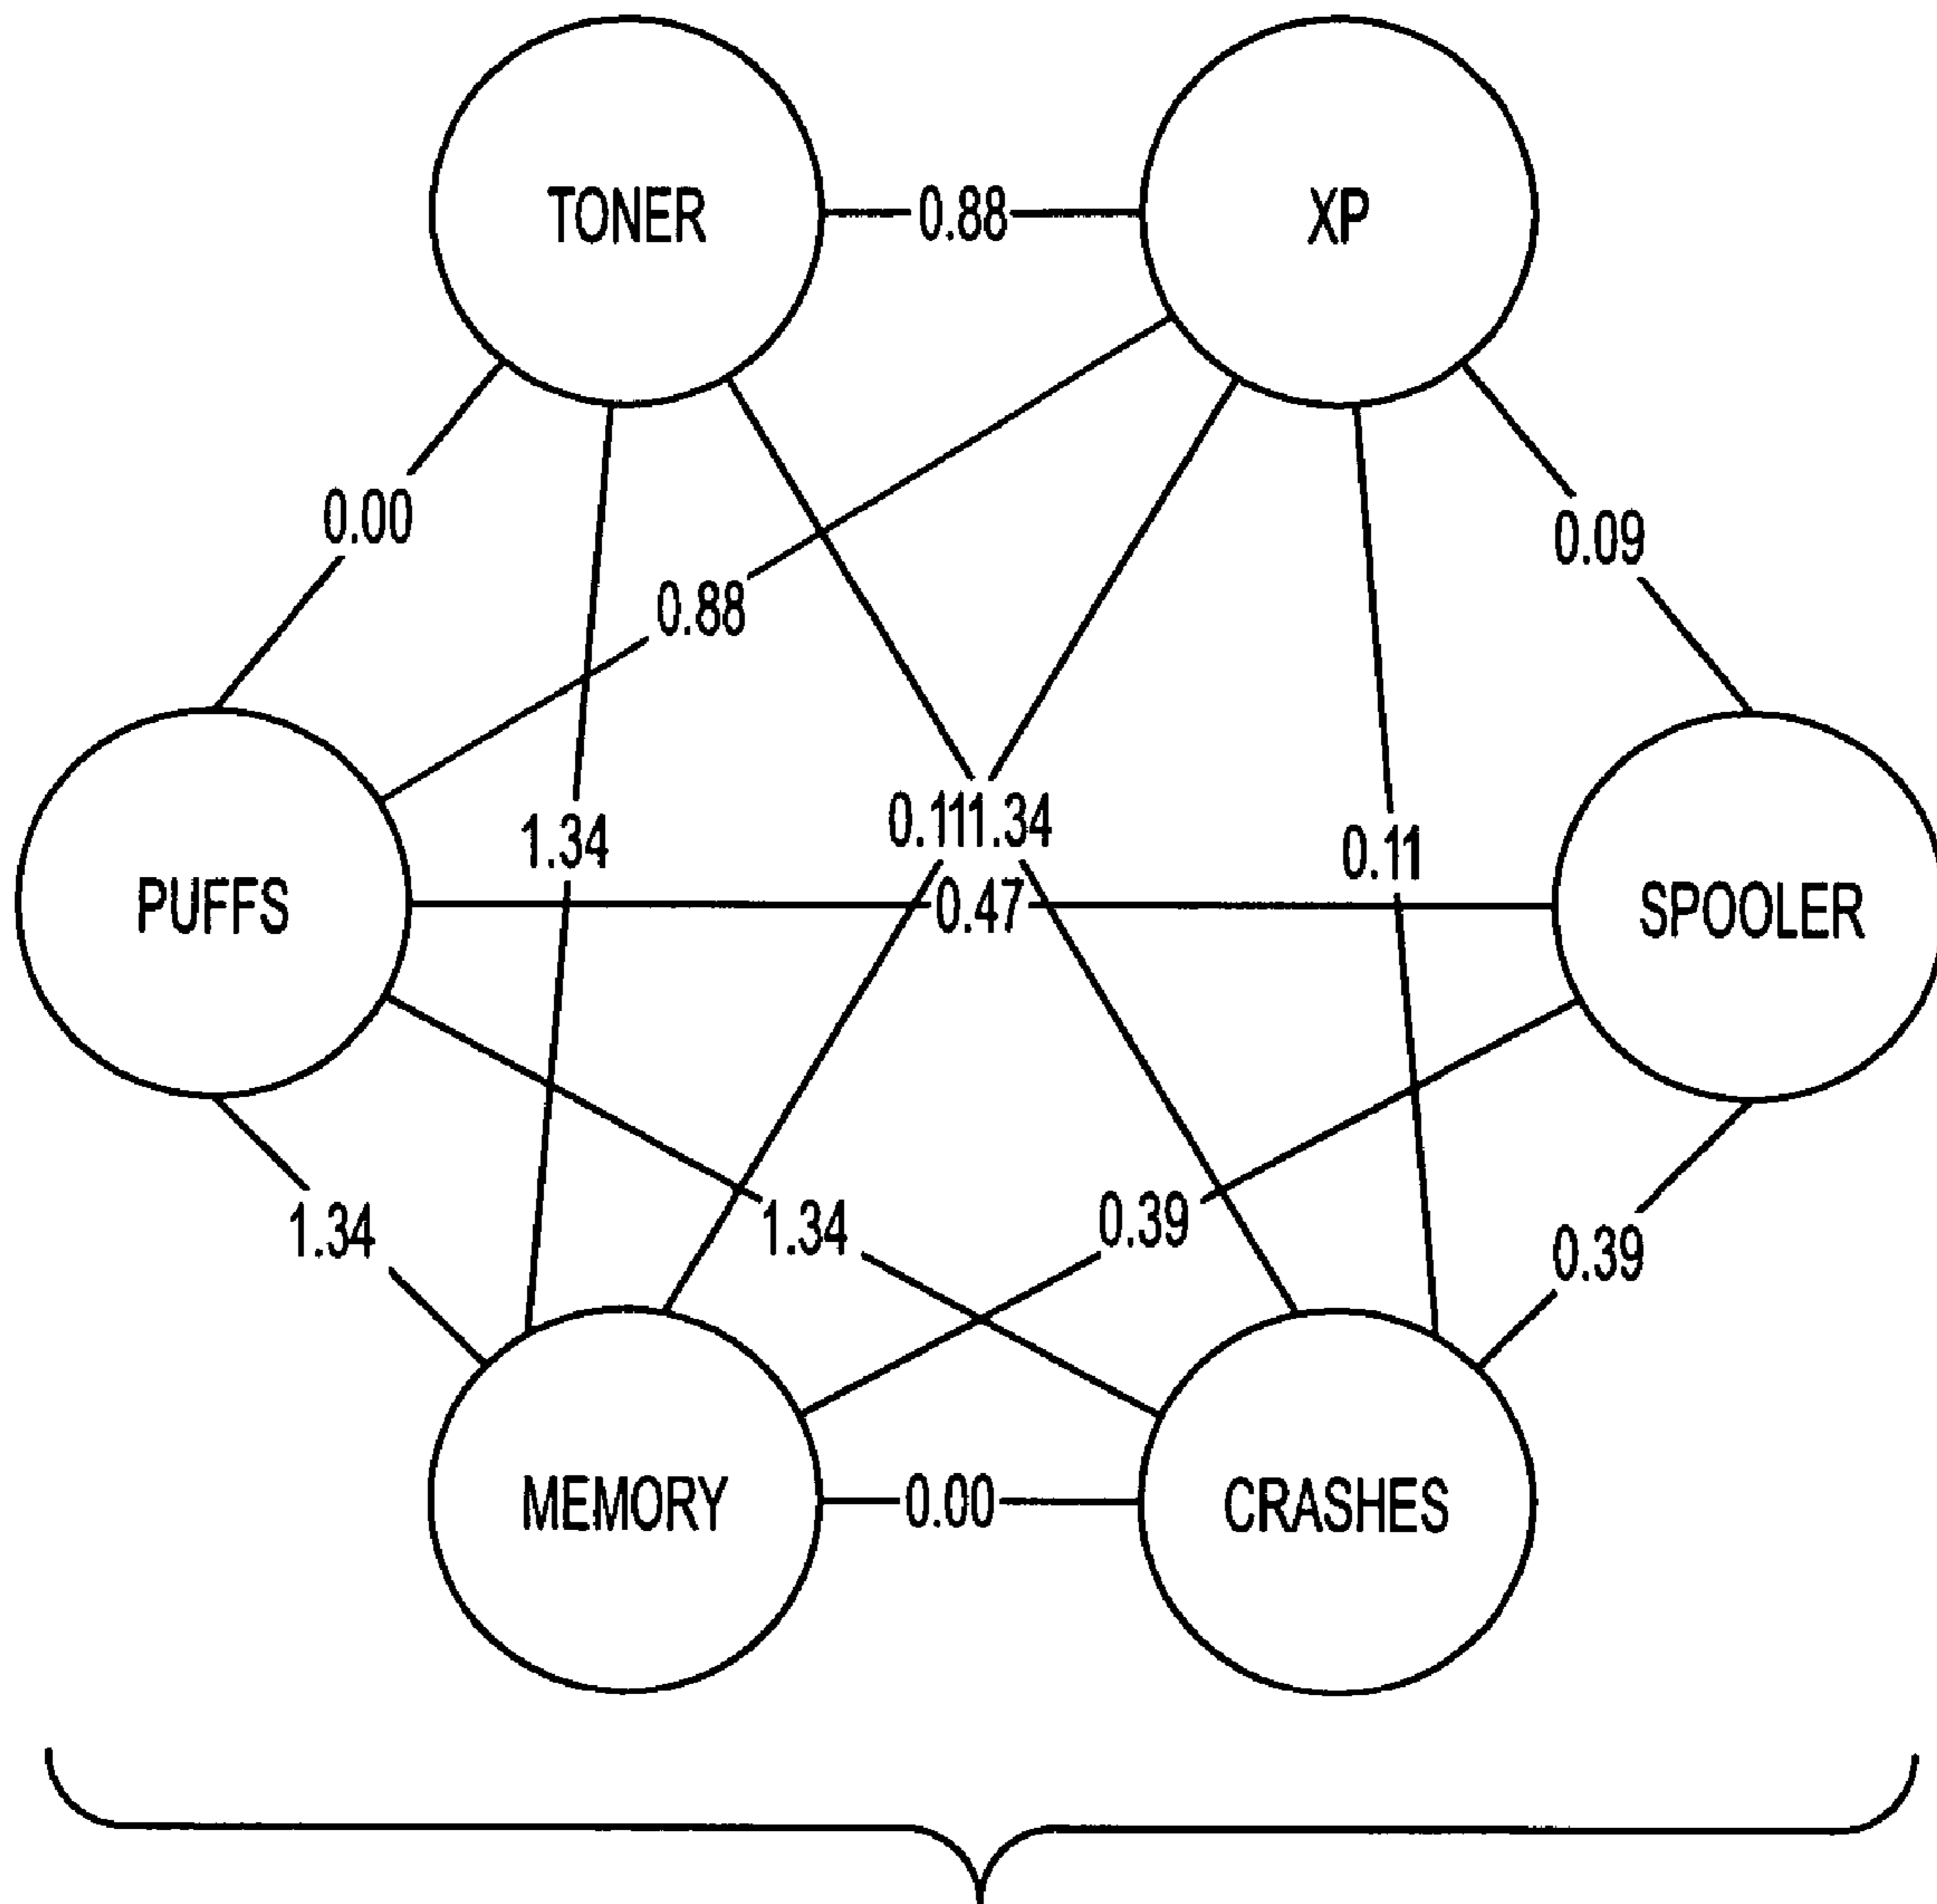 TONER
0.88
XP
0.00
0.09
0.88
0.111.34
1.34
0.11
PUFFS
0.47
SPOOLER
1.34
1.34
0.39
0.39
MEMORY
0.00
CRASHES